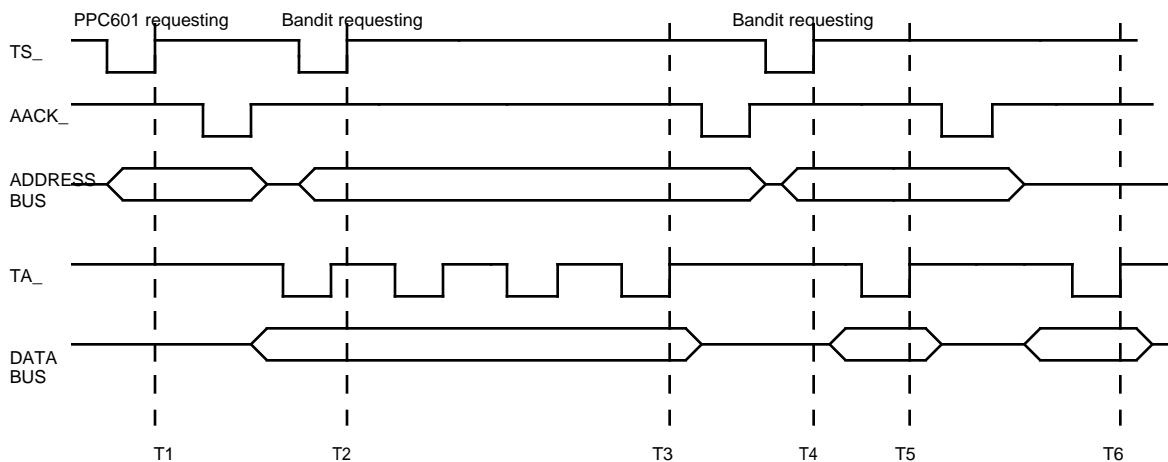 PPC601 requesting
Bandit requesting
Bandit requesting
TS_
AACK_
ADDRESS
BUS
TA_
DATA
BUS
T1
T2
T3
T4
T5
T6